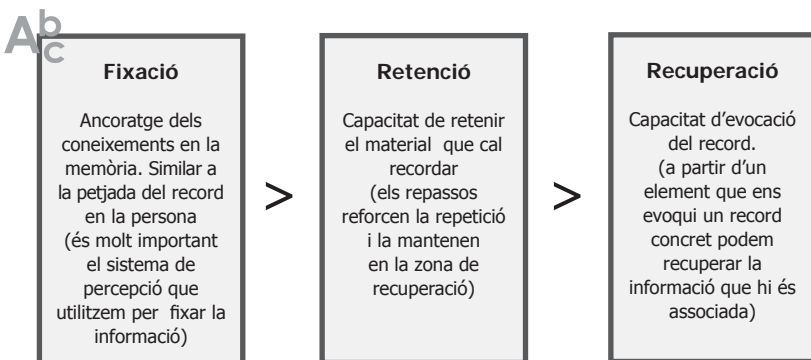 Abc
Fixació
Ancoratge dels
coneixements en la
memòria. Similar a
la petjada del record
en la persona
(és molt important
el sistema de
percepció que
utilitzem per fixar la
informació)
>
Retenció
Capacitat de retenir
el material que cal
recordar
(els repassos
reforcen la repetició
i la mantenen
en la zona de
recuperació)
>
Recuperació
Capacitat d’evocació
del record.
(a partir d’un
element que ens
evoqui un record
concret podem
recuperar la
informació que hi és
associada)